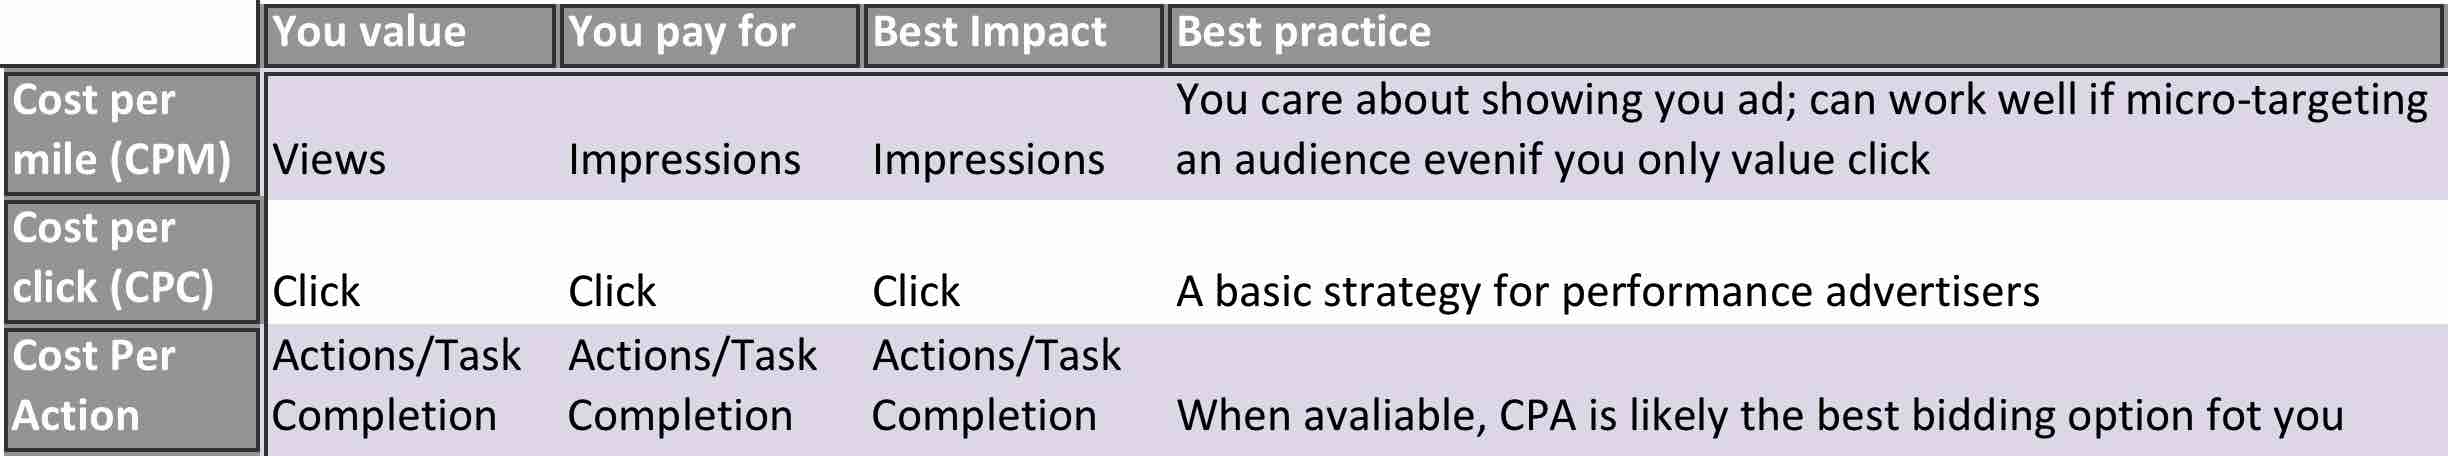 You value You pay for Best Impact Best practice
Cost per You care about showing you ad; can work well if micro-targeting
mile (CPM) Views Impressions Impressions an audience evenif you only value click
Cost per
click (CPC) Click Click Click A basic strategy for performance advertisers
Cost Per Actions/Task Actions/Task Actions/Task
Action Completion Completion Completion When avaliable, CPA is likely the best bidding option fot you